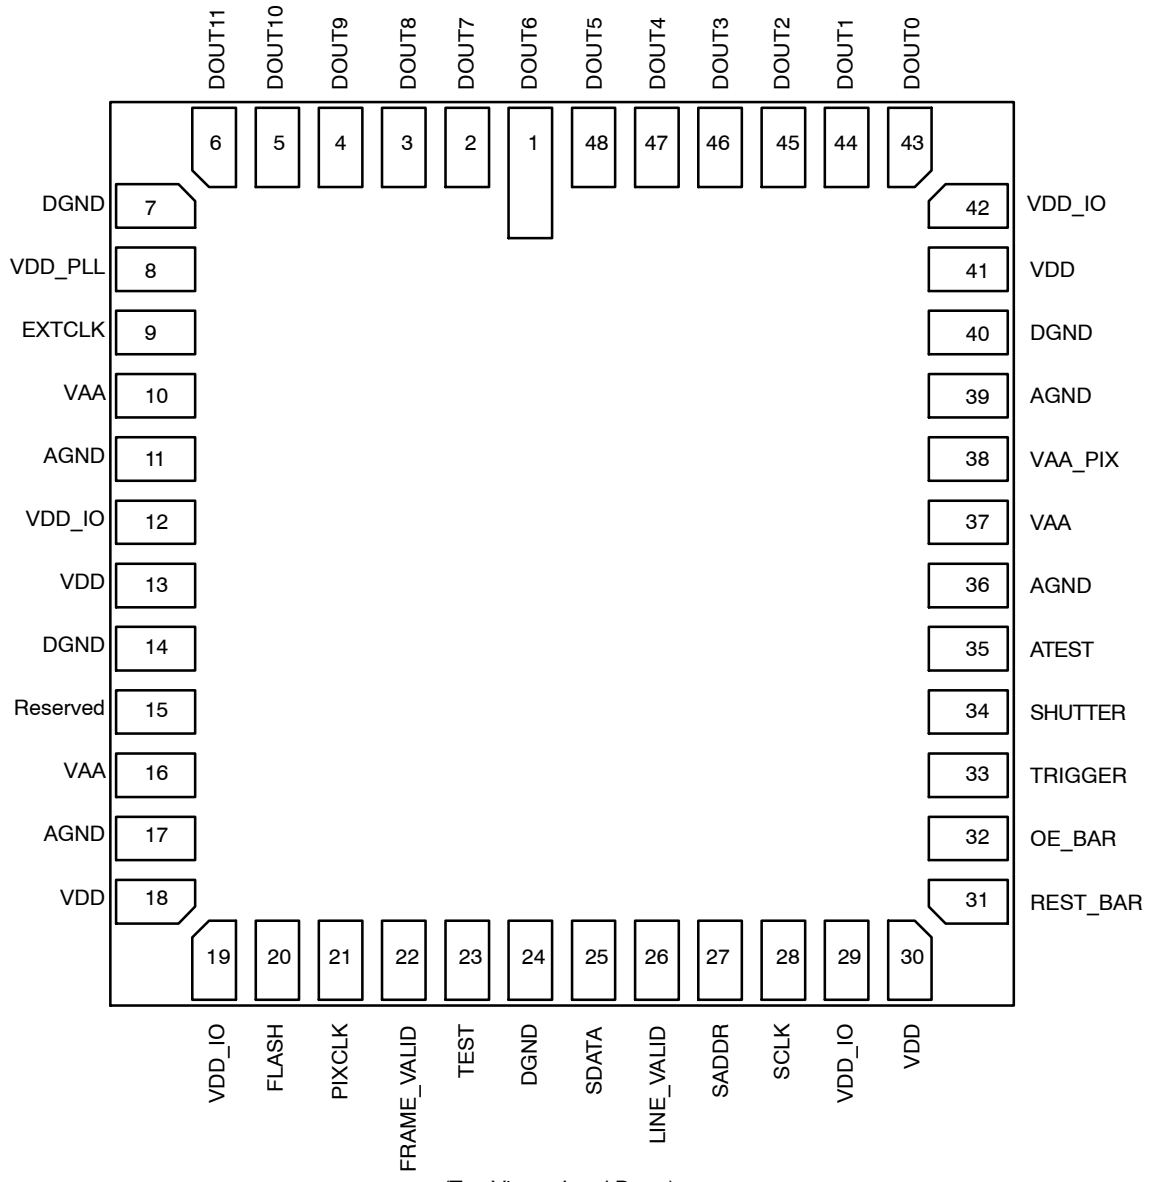 DOUT11 DOUT10 DOUT9 DOUT8 DOUT7 DOUT6 DOUT5 DOUT4 DOUT3 DOUT2 DOUT1 DOUT0
6 5 4 3 2 1 48 47 46 45 44 43
DGND 7 42 VDD_IO
VDD_PLL 8 41 VDD
EXTCLK 9 40 DGND
VAA 10 39 AGND
AGND 11 38 VAA_PIX
VDD_IO 12 37 VAA
VDD 13 36 AGND
DGND 14 35 ATEST
Reserved 15 34 SHUTTER
VAA 16 33 TRIGGER
AGND 17 32 OE_BAR
VDD 18 31 REST_BAR
19 20 21 22 23 24 25 26 27 28 29 30
VDD_IO FLASH PIXCLK FRAME_VALID TEST DGND SDATA LINE_VALID SADDR SCLK VDD_IO VDD